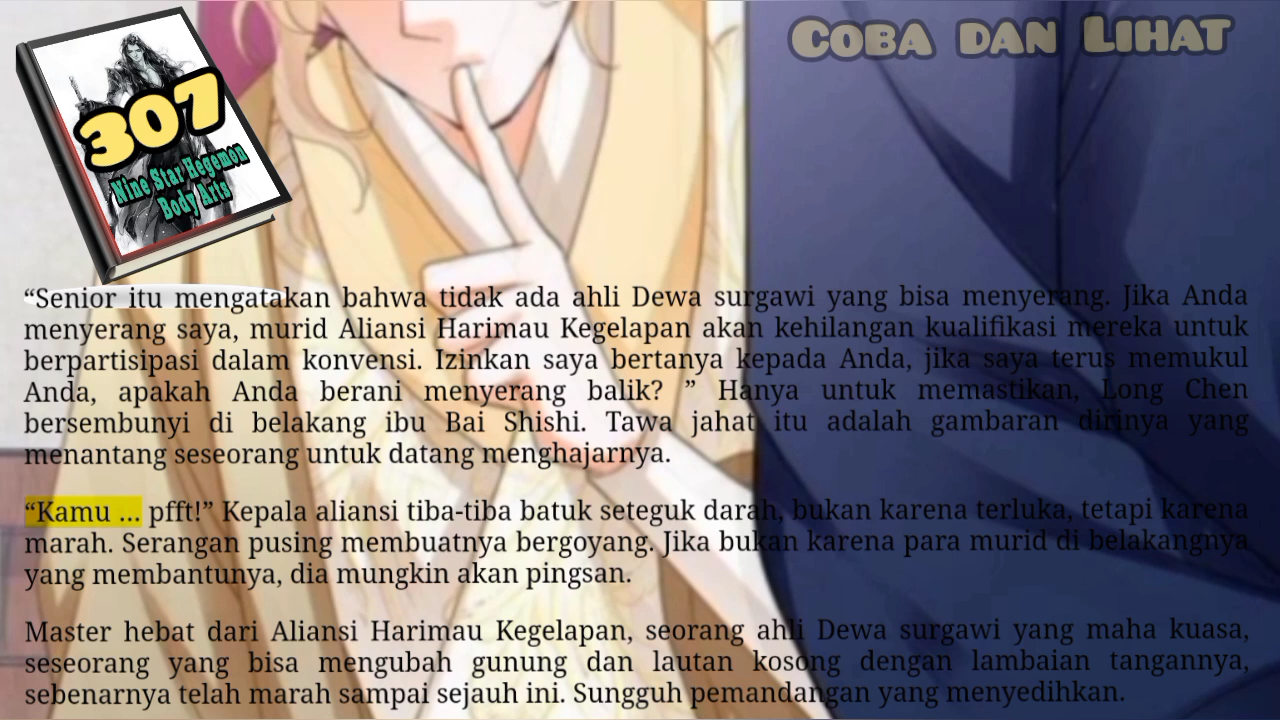 COBA DAN LIHAT
307
Nine Star Hegemon
Body Arts
“Senior itu mengatakan bahwa tidak ada ahli Dewa surgawi yang bisa menyerang. Jika Anda
menyerang saya, murid Aliansi Harimau Kegelapan akan kehilangan kualifikasi mereka untuk
berpartisipasi dalam konvensi. Izinkan saya bertanya kepada Anda, jika saya terus memukul
Anda, apakah Anda berani menyerang balik? ” Hanya untuk memastikan, Long Chen
bersembunyi di belakang ibu Bai Shishi. Tawa jahat itu adalah gambaran dirinya yang
menantang seseorang untuk datang menghajarnya.
“Kamu ... pfft!” Kepala aliansi tiba-tiba batuk seteguk darah, bukan karena terluka, tetapi karena
marah. Serangan pusing membuatnya bergoyang. Jika bukan karena para murid di belakangnya
yang membantunya, dia mungkin akan pingsan.
Master hebat dari Aliansi Harimau Kegelapan, seorang ahli Dewa surgawi yang maha kuasa,
seseorang yang bisa mengubah gunung dan lautan kosong dengan lambaian tangannya,
sebenarnya telah marah sampai sejauh ini. Sungguh pemandangan yang menyedihkan.